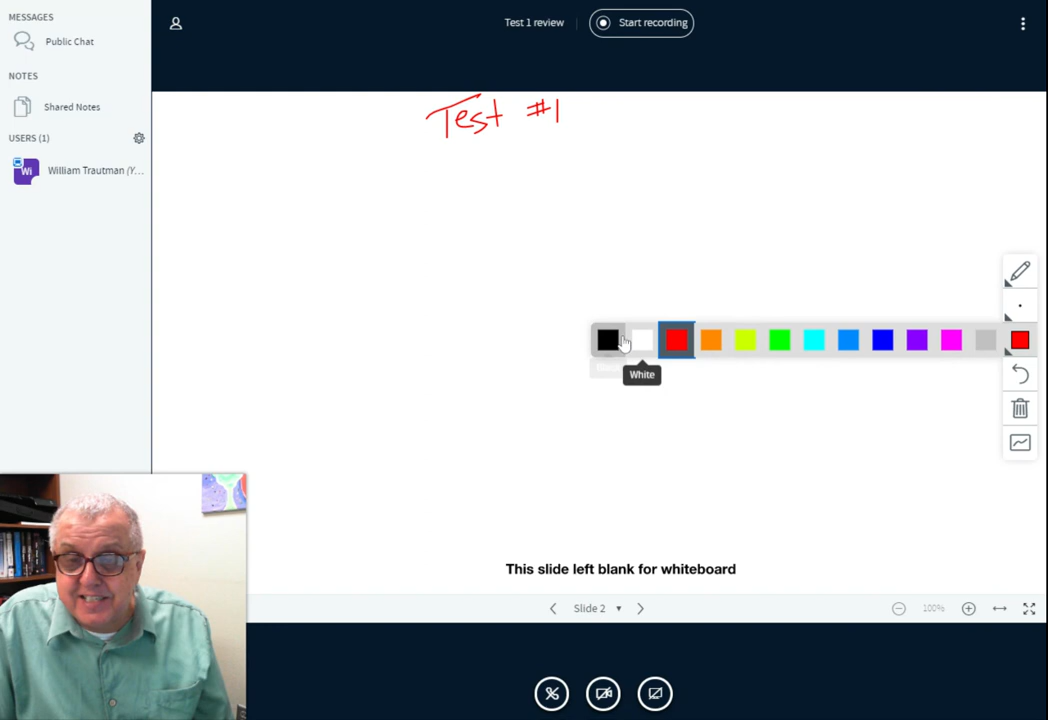 MESSAGES
Public Chat
NOTES
Shared Notes
USERS (1)
Wi
William Trautman (Y...
Test 1 review
Start recording
Test #1
White
This slide left blank for whiteboard
Slide 2
100%